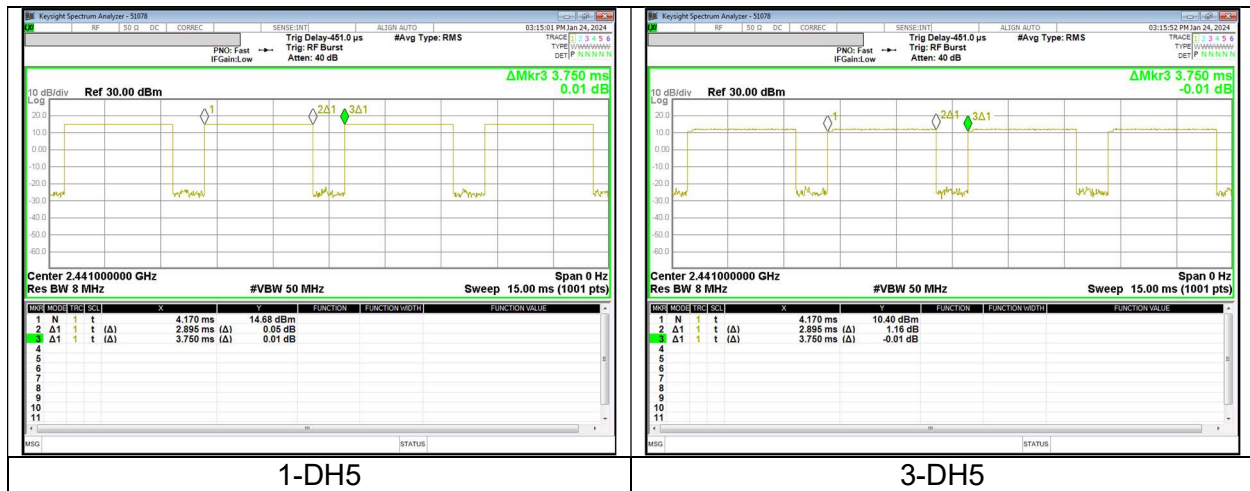 Keysight Spectrum Analyzer - 51078
RF 50 Ω DC CORREC SENSE:INT ALIGN AUTO 03:15:01 PM Jan 24, 2024
Trig Delay-451.0 µs #Avg Type: RMS TRACE 1 2 3 4 5 6
PNO: Fast Trig: RF Burst TYPE WWWWWW
IFGain:Low Atten: 40 dB DET P N N N N N
ΔMkr3 3.750 ms
0.01 dB
10 dB/div Ref 30.00 dBm
Log
20.0
10.0
0.00
-10.0
-20.0
-30.0
-40.0
-50.0
-60.0
1 2Δ1 3Δ1
Center 2.441000000 GHz Span 0 Hz
Res BW 8 MHz #VBW 50 MHz Sweep 15.00 ms (1001 pts)
MKR MODE TRC SCL X Y FUNCTION FUNCTION WIDTH FUNCTION VALUE
1 N 1 t 4.170 ms 14.68 dBm
2 Δ1 1 t (Δ) 2.895 ms (Δ) 0.05 dB
3 Δ1 1 t (Δ) 3.750 ms (Δ) 0.01 dB
4
5
6
7
8
9
10
11
MSG STATUS
1-DH5
Keysight Spectrum Analyzer - 51078
RF 50 Ω DC CORREC SENSE:INT ALIGN AUTO 03:15:52 PM Jan 24, 2024
Trig Delay-451.0 µs #Avg Type: RMS TRACE 1 2 3 4 5 6
PNO: Fast Trig: RF Burst TYPE WWWWWW
IFGain:Low Atten: 40 dB DET P N N N N N
ΔMkr3 3.750 ms
-0.01 dB
10 dB/div Ref 30.00 dBm
Log
20.0
10.0
0.00
-10.0
-20.0
-30.0
-40.0
-50.0
-60.0
1 2Δ1 3Δ1
Center 2.441000000 GHz Span 0 Hz
Res BW 8 MHz #VBW 50 MHz Sweep 15.00 ms (1001 pts)
MKR MODE TRC SCL X Y FUNCTION FUNCTION WIDTH FUNCTION VALUE
1 N 1 t 4.170 ms 10.40 dBm
2 Δ1 1 t (Δ) 2.895 ms (Δ) 1.16 dB
3 Δ1 1 t (Δ) 3.750 ms (Δ) -0.01 dB
4
5
6
7
8
9
10
11
MSG STATUS
3-DH5